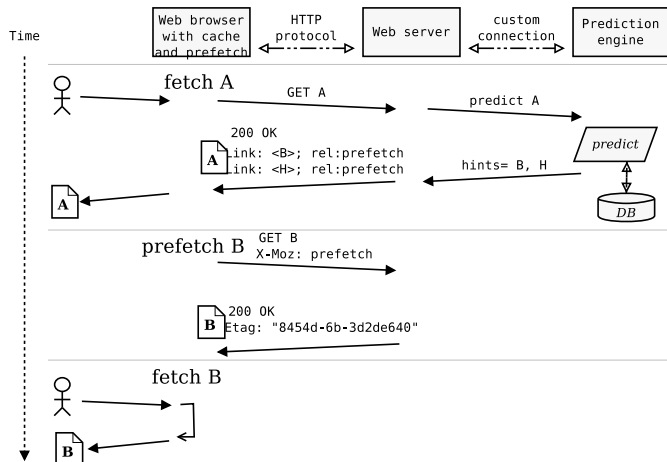 Time
Web browser
with cache
and prefetch
HTTP
protocol
Web server
custom
connection
Prediction
engine
fetch A
GET A
predict A
200 OK
A
Link: <B>; rel:prefetch
Link: <H>; rel:prefetch
hints= B, H
predict
DB
A
prefetch B
GET B
X-Moz: prefetch
200 OK
B
Etag: "8454d-6b-3d2de640"
fetch B
B